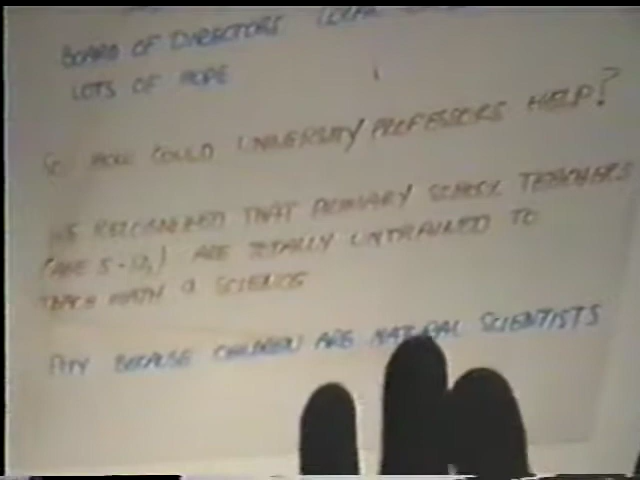 BOARD OF DIRECTORS
LOTS OF HOPE
SO HOW COULD UNIVERSITY PROFESSORS HELP?
WE RECOGNIZED THAT PRIMARY SCHOOL TEACHERS
(AGE 5-12,) ARE TOTALLY UNTRAINED TO
TEACH MATH & SCIENCE
PITY BECAUSE CHILDREN ARE NATURAL SCIENTISTS